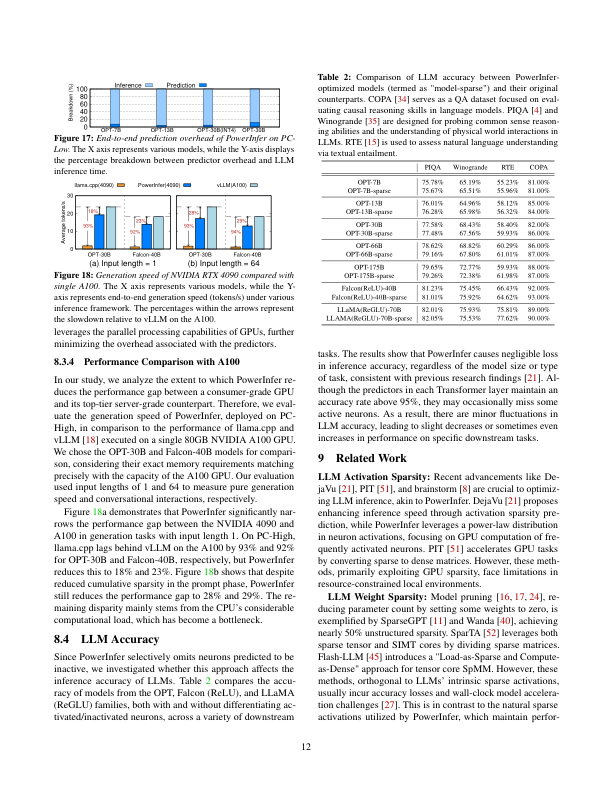 Breakdown (%)
Inference Prediction
100
80
60
40
20
0
OPT-7B OPT-13B OPT-30B(INT4) OPT-30B
Figure 17: End-to-end prediction overhead of PowerInfer on PC-
Low. The X axis represents various models, while the Y-axis displays
the percentage breakdown between predictor overhead and LLM
inference time.
llama.cpp(4090) PowerInfer(4090) vLLM(A100)
Average tokens/s
30
20
10
0
18% 93% 23% 92% 28% 93% 29% 94%
OPT-30B Falcon-40B OPT-30B Falcon-40B
(a) Input length = 1 (b) Input length = 64
Figure 18: Generation speed of NVIDIA RTX 4090 compared with
single A100. The X axis represents various models, while the Y-
axis represents end-to-end generation speed (tokens/s) under various
inference framework. The percentages within the arrows represent
the slowdown relative to vLLM on the A100.
leverages the parallel processing capabilities of GPUs, further
minimizing the overhead associated with the predictors.
8.3.4 Performance Comparison with A100
In our study, we analyze the extent to which PowerInfer re-
duces the performance gap between a consumer-grade GPU
and its top-tier server-grade counterpart. Therefore, we eval-
uate the generation speed of PowerInfer, deployed on PC-
High, in comparison to the performance of llama.cpp and
vLLM [18] executed on a single 80GB NVIDIA A100 GPU.
We chose the OPT-30B and Falcon-40B models for compari-
son, considering their exact memory requirements matching
precisely with the capacity of the A100 GPU. Our evaluation
used input lengths of 1 and 64 to measure pure generation
speed and conversational interactions, respectively.
Figure 18a demonstrates that PowerInfer significantly nar-
rows the performance gap between the NVIDIA 4090 and
A100 in generation tasks with input length 1. On PC-High,
llama.cpp lags behind vLLM on the A100 by 93% and 92%
for OPT-30B and Falcon-40B, respectively, but PowerInfer
reduces this to 18% and 23%. Figure 18b shows that despite
reduced cumulative sparsity in the prompt phase, PowerInfer
still reduces the performance gap to 28% and 29%. The re-
maining disparity mainly stems from the CPU's considerable
computational load, which has become a bottleneck.
8.4 LLM Accuracy
Since PowerInfer selectively omits neurons predicted to be
inactive, we investigated whether this approach affects the
inference accuracy of LLMs. Table 2 compares the accu-
racy of models from the OPT, Falcon (ReLU), and LLaMA
(ReGLU) families, both with and without differentiating ac-
tivated/inactivated neurons, across a variety of downstream
Table 2: Comparison of LLM accuracy between PowerInfer-
optimized models (termed as "model-sparse") and their original
counterparts. COPA [34] serves as a QA dataset focused on eval-
uating causal reasoning skills in language models. PIQA [4] and
Winogrande [35] are designed for probing common sense reason-
ing abilities and the understanding of physical world interactions in
LLMs. RTE [15] is used to assess natural language understanding
via textual entailment.
PIQA Winogrande RTE COPA
OPT-7B 75.78% 65.19% 55.23% 81.00%
OPT-7B-sparse 75.67% 65.51% 55.96% 81.00%
OPT-13B 76.01% 64.96% 58.12% 85.00%
OPT-13B-sparse 76.28% 65.98% 56.32% 84.00%
OPT-30B 77.58% 68.43% 58.40% 82.00%
OPT-30B-sparse 77.48% 67.56% 59.93% 86.00%
OPT-66B 78.62% 68.82% 60.29% 86.00%
OPT-66B-sparse 79.16% 67.80% 61.01% 87.00%
OPT-175B 79.65% 72.77% 59.93% 88.00%
OPT-175B-sparse 79.26% 72.38% 61.98% 87.00%
Falcon(ReLU)-40B 81.23% 75.45% 66.43% 92.00%
Falcon(ReLU)-40B-sparse 81.01% 75.92% 64.62% 93.00%
LLaMA(ReGLU)-70B 82.01% 75.93% 75.81% 89.00%
LLAMA(ReGLU)-70B-sparse 82.05% 75.53% 77.62% 90.00%
tasks. The results show that PowerInfer causes negligible loss
in inference accuracy, regardless of the model size or type
of task, consistent with previous research findings [21]. Al-
though the predictors in each Transformer layer maintain an
accuracy rate above 95%, they may occasionally miss some
active neurons. As a result, there are minor fluctuations in
LLM accuracy, leading to slight decreases or sometimes even
increases in performance on specific downstream tasks.
9 Related Work
LLM Activation Sparsity: Recent advancements like De-
jaVu [21], PIT [51], and brainstorm [8] are crucial to optimiz-
ing LLM inference, akin to PowerInfer. DejaVu [21] proposes
enhancing inference speed through activation sparsity pre-
diction, while PowerInfer leverages a power-law distribution
in neuron activations, focusing on GPU computation of fre-
quently activated neurons. PIT [51] accelerates GPU tasks
by converting sparse to dense matrices. However, these meth-
ods, primarily exploiting GPU sparsity, face limitations in
resource-constrained local environments.
LLM Weight Sparsity: Model pruning [16, 17, 24], re-
ducing parameter count by setting some weights to zero, is
exemplified by SparseGPT [11] and Wanda [40], achieving
nearly 50% unstructured sparsity. SparTA [52] leverages both
sparse tensor and SIMT cores by dividing sparse matrices.
Flash-LLM [45] introduces a "Load-as-Sparse and Compute-
as-Dense" approach for tensor core SpMM. However, these
methods, orthogonal to LLMs' intrinsic sparse activations,
usually incur accuracy losses and wall-clock model accelera-
tion challenges [27]. This is in contrast to the natural sparse
activations utilized by PowerInfer, which maintain perfor-
12